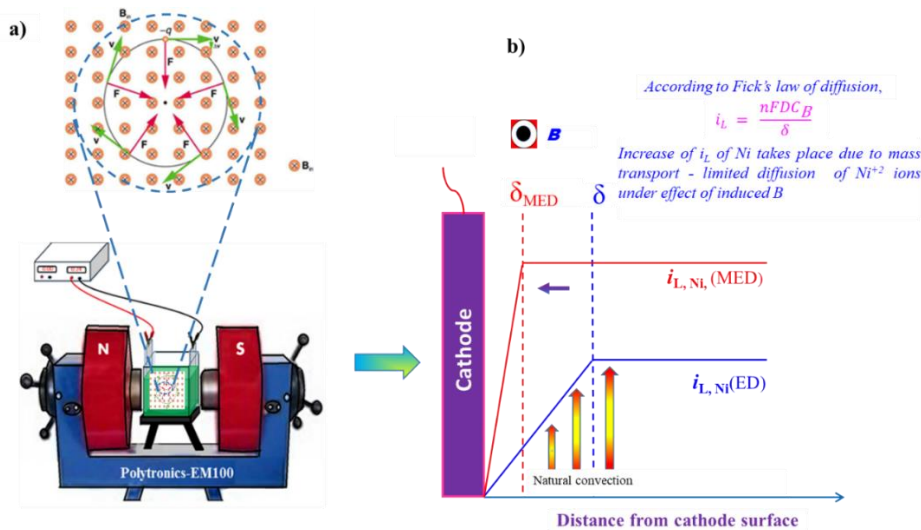 a)
B_in
-q
v
v
F
F
F
F
F
v
v
v
B_in
N
S
Polytronics-EM100
b)
B
According to Fick's law of diffusion,
i_L = nFDC_B / δ
Increase of i_L of Ni takes place due to mass
transport - limited diffusion of Ni⁺² ions
under effect of induced B
δ_MED
δ
i_L, Ni, (MED)
i_L, Ni (ED)
Cathode
Natural convection
Distance from cathode surface